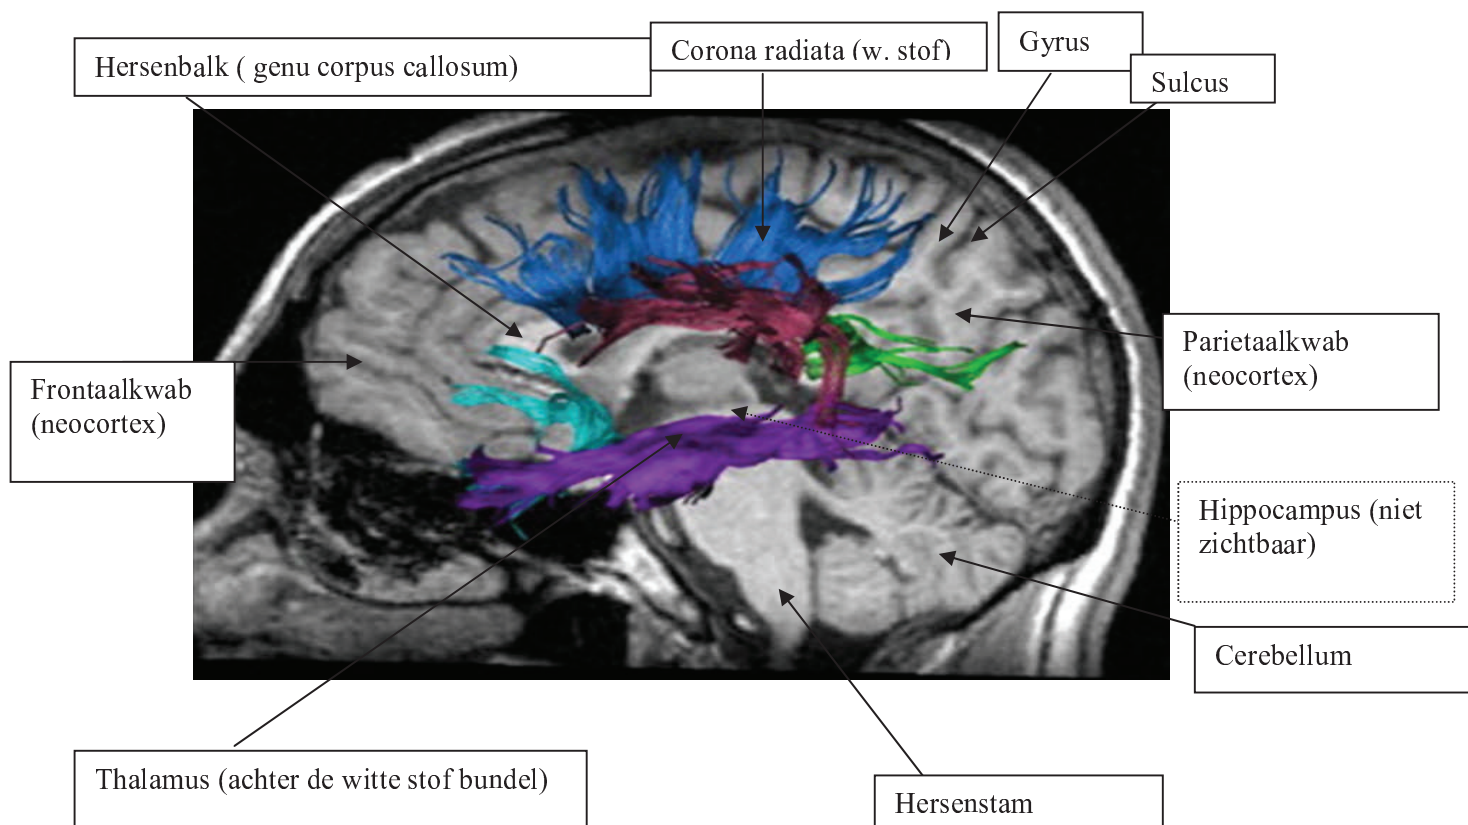 Hersenbalk ( genu corpus callosum)
Corona radiata (w. stof)
Gyrus
Sulcus
Frontaalkwab
(neocortex)
Parietaalkwab
(neocortex)
Hippocampus (niet
zichtbaar)
Cerebellum
Thalamus (achter de witte stof bundel)
Hersenstam